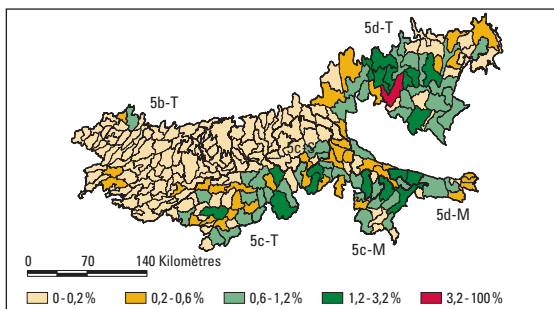 5d-T
5b-T
5d-M
5c-T
5c-M
0 70 140 Kilomètres
0-0,2% 0,2-0,6% 0,6-1,2% 1,2-3,2% 3,2-100%